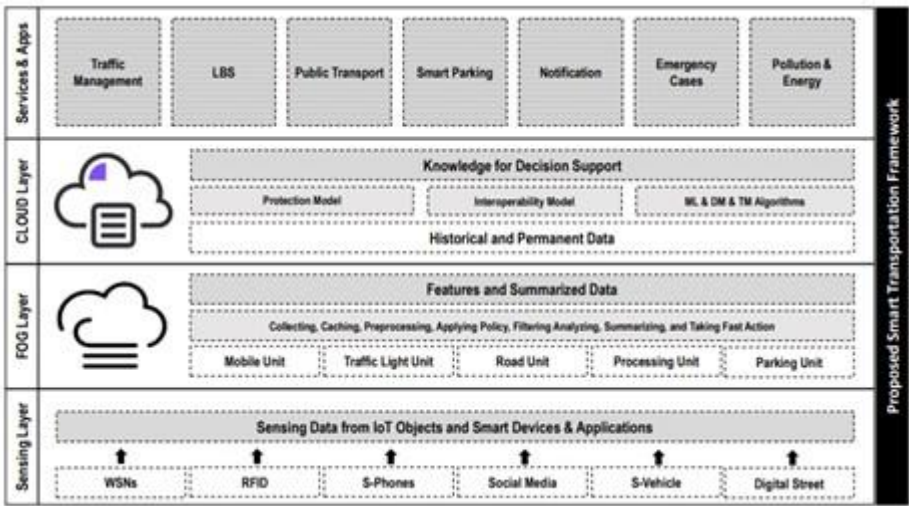 Services & Apps
Traffic
Management
LBS
Public Transport
Smart Parking
Notification
Emergency
Cases
Pollution &
Energy
CLOUD Layer
Knowledge for Decision Support
Protection Model
Interoperability Model
ML & DM & TM Algorithms
Historical and Permanent Data
FOG Layer
Features and Summarized Data
Collecting, Caching, Preprocessing, Applying Policy, Filtering Analyzing, Summarizing, and Taking Fast Action
Mobile Unit
Traffic Light Unit
Road Unit
Processing Unit
Parking Unit
Sensing Layer
Sensing Data from IoT Objects and Smart Devices & Applications
WSNs
RFID
S-Phones
Social Media
S-Vehicle
Digital Street
Proposed Smart Transportation Framework